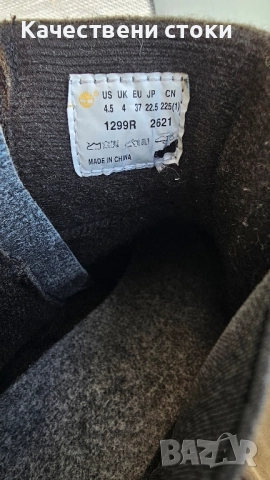 Качествени стоки
US UK EU JP CN
4.5 4 37 22.5 225(1)
1299R 2621
MADE IN CHINA
BAZAR